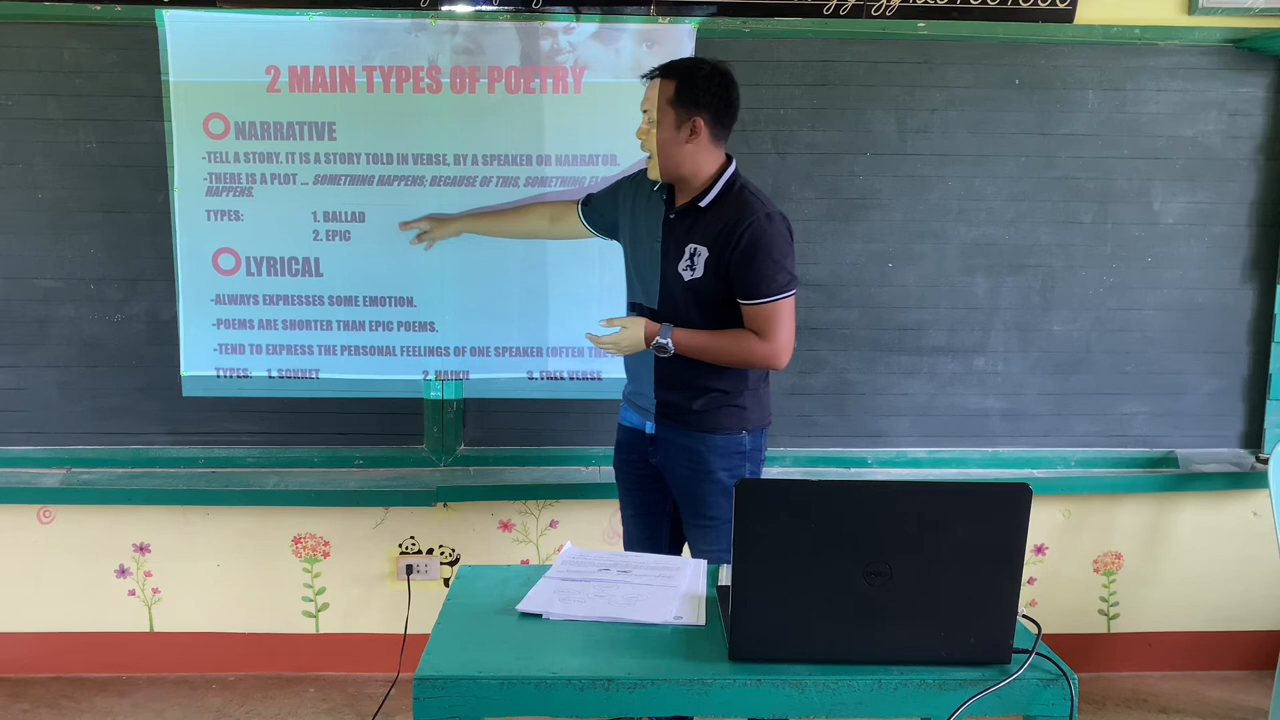 2 MAIN TYPES OF POETRY
NARRATIVE
-TELL A STORY. IT IS A STORY TOLD IN VERSE, BY A SPEAKER OR NARRATOR.
-THERE IS A PLOT ... SOMETHING HAPPENS; BECAUSE OF THIS, SOMETHING
HAPPENS.
TYPES: 1. BALLAD
2. EPIC
LYRICAL
-ALWAYS EXPRESSES SOME EMOTION.
-POEMS ARE SHORTER THAN EPIC POEMS.
-TEND TO EXPRESS THE PERSONAL FEELINGS OF ONE SPEAKER (OFTEN THE
TYPES: 1. SONNET 2. HAIKU 3. FREE VERSE
DELL